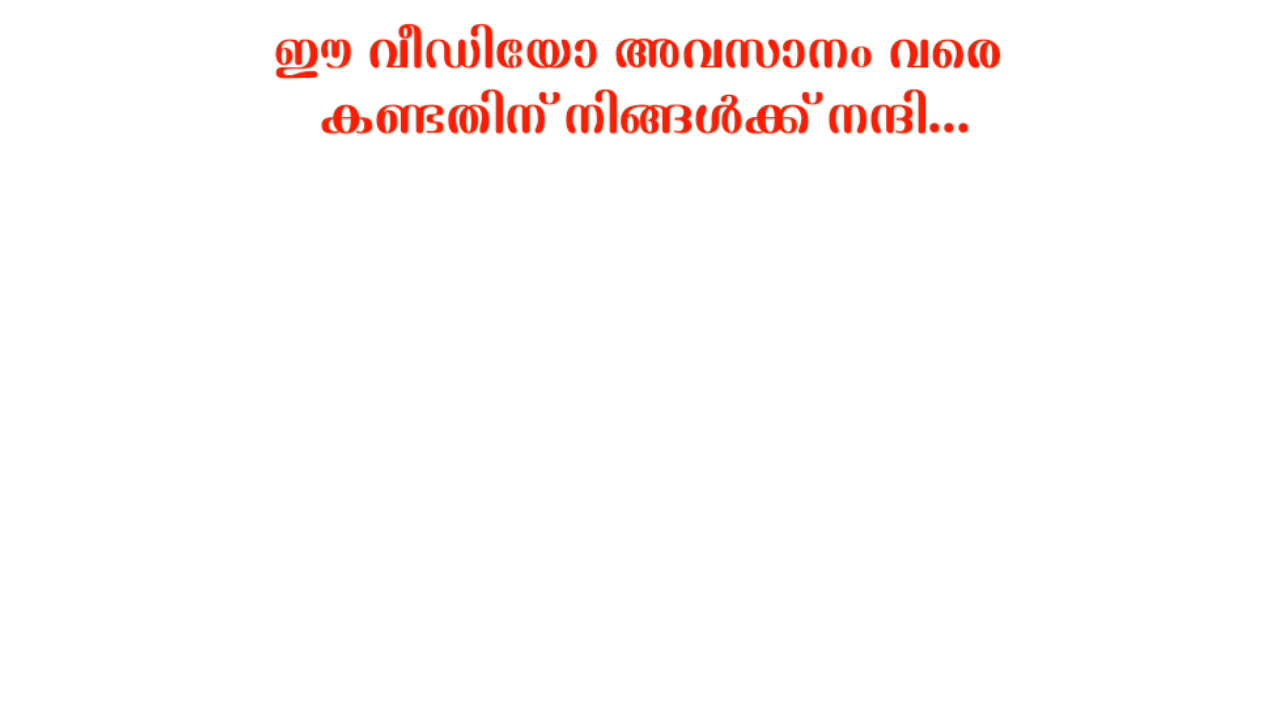 ഈ വീഡിയോ അവസാനം വരെ
കണ്ടതിന് നിങ്ങൾക്ക് നന്ദി...